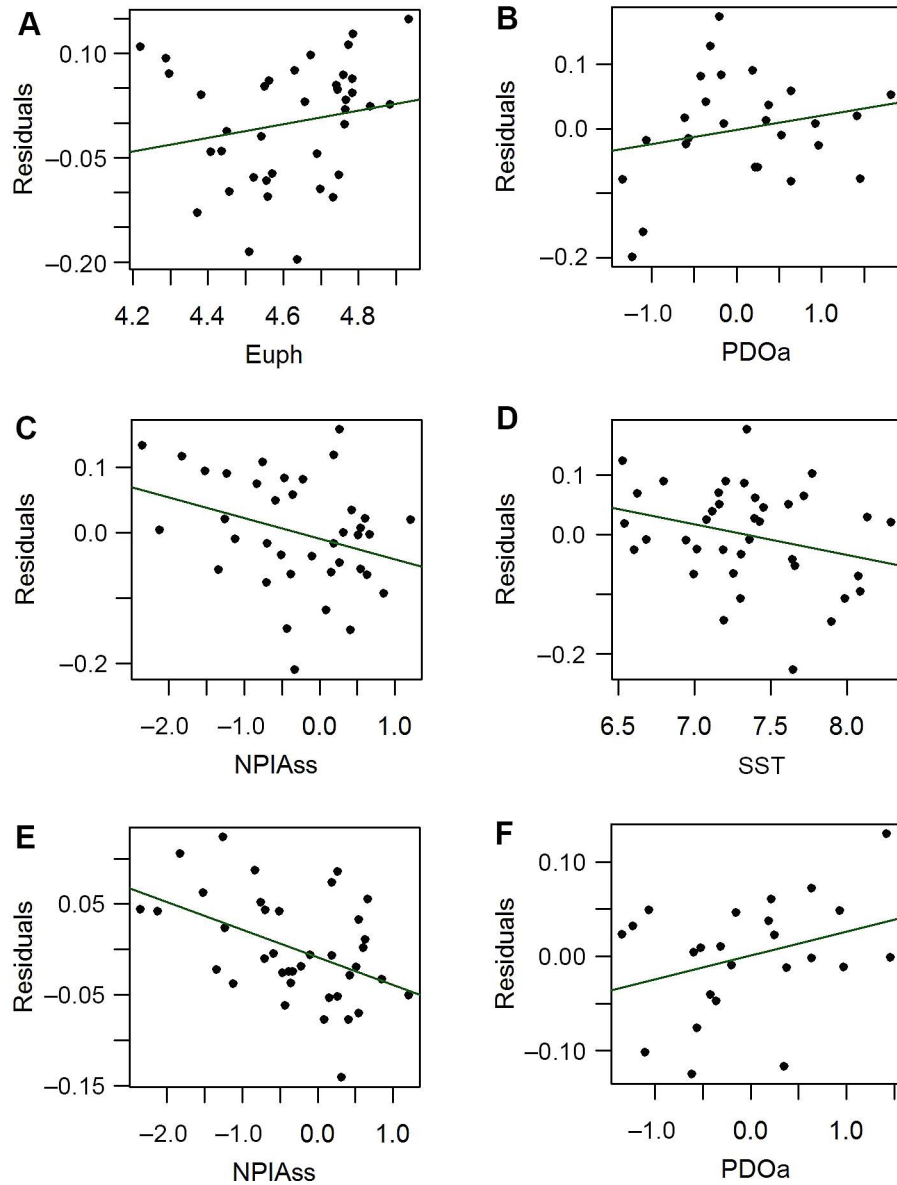 A
Residuals
0.10
–0.05
–0.20
4.2 4.4 4.6 4.8
Euph
B
Residuals
0.1
0.0
–0.2
–1.0 0.0 1.0
PDOa
C
Residuals
0.1
0.0
–0.2
–2.0 –1.0 0.0 1.0
NPIAss
D
Residuals
0.1
0.0
–0.2
6.5 7.0 7.5 8.0
SST
E
Residuals
0.05
–0.05
–0.15
–2.0 –1.0 0.0 1.0
NPIAss
F
Residuals
0.10
0.00
–0.10
–1.0 0.0 1.0
PDOa